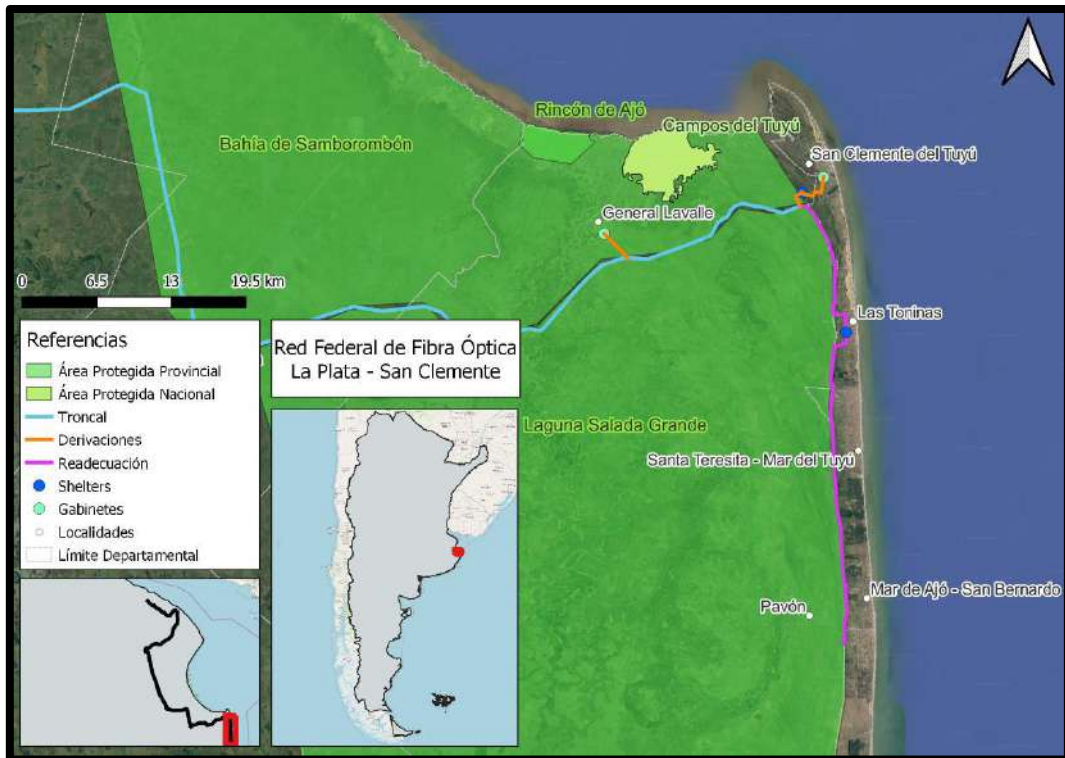 Rincón de Ajó
Campos del Tuyú
Bahía de Samborombón
San Clemente del Tuyú
General Lavalle
0 6.5 13 19.5 km
Las Toninas
Referencias
Área Protegida Provincial
Área Protegida Nacional
Troncal
Derivaciones
Readecuación
Shelters
Gabinetes
Localidades
Límite Departamental
Red Federal de Fibra Óptica
La Plata - San Clemente
Laguna Salada Grande
Santa Teresita - Mar del Tuyú
Mar de Ajó - San Bernardo
Pavón